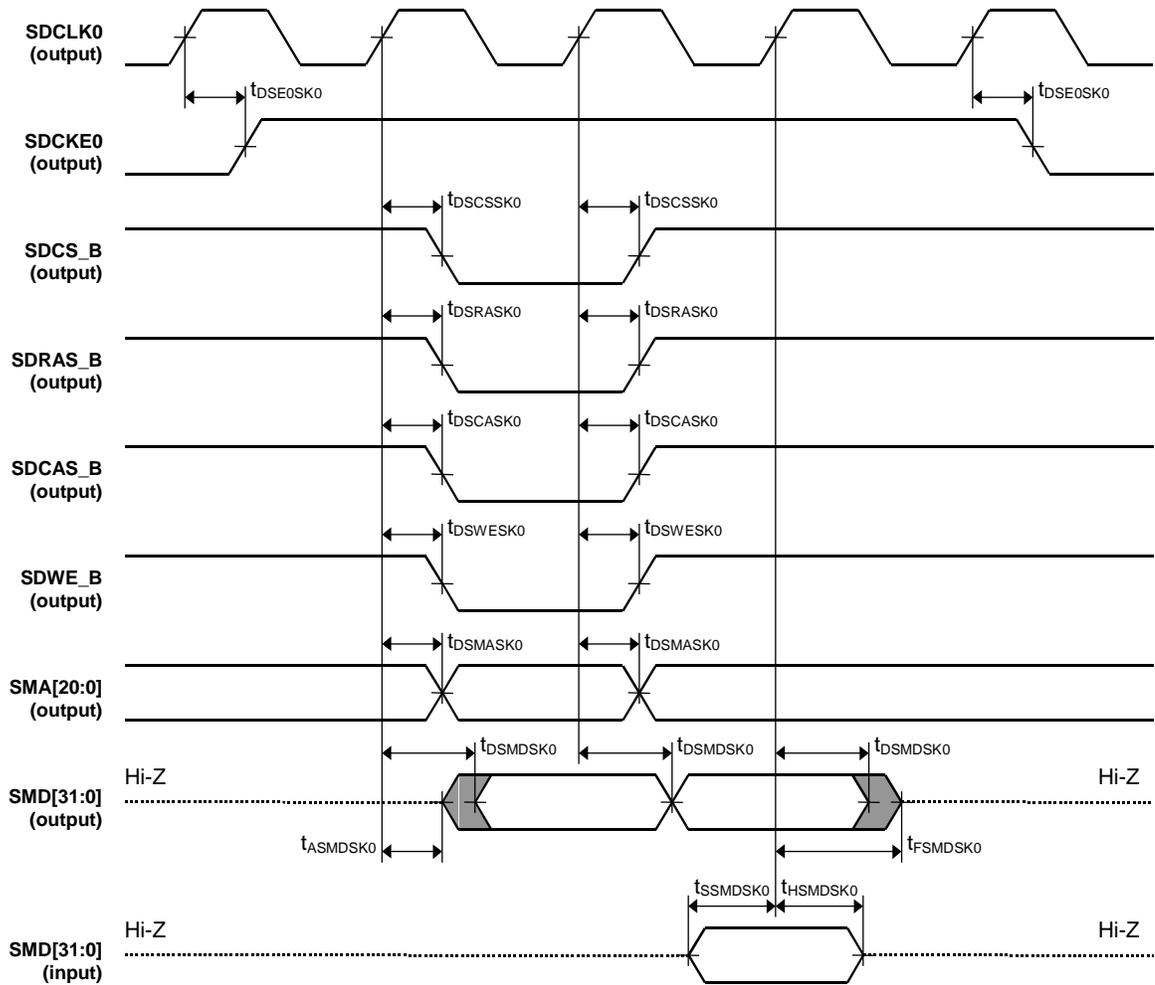 SDCLK0
(output)
tDSE0SK0 tDSE0SK0
SDCKE0
(output)
tDSCSSK0 tDSCSSK0
SDCS_B
(output)
tDSRASK0 tDSRASK0
SDRAS_B
(output)
tDSCASK0 tDSCASK0
SDCAS_B
(output)
tDSWESK0 tDSWESK0
SDWE_B
(output)
tDSMASK0 tDSMASK0
SMA[20:0]
(output)
tDSMDSK0 tDSMDSK0 tDSMDSK0
Hi-Z Hi-Z
SMD[31:0]
(output)
tASMDSK0 tFSMDSK0
tSSMDSK0 tHSMDSK0
Hi-Z Hi-Z
SMD[31:0]
(input)